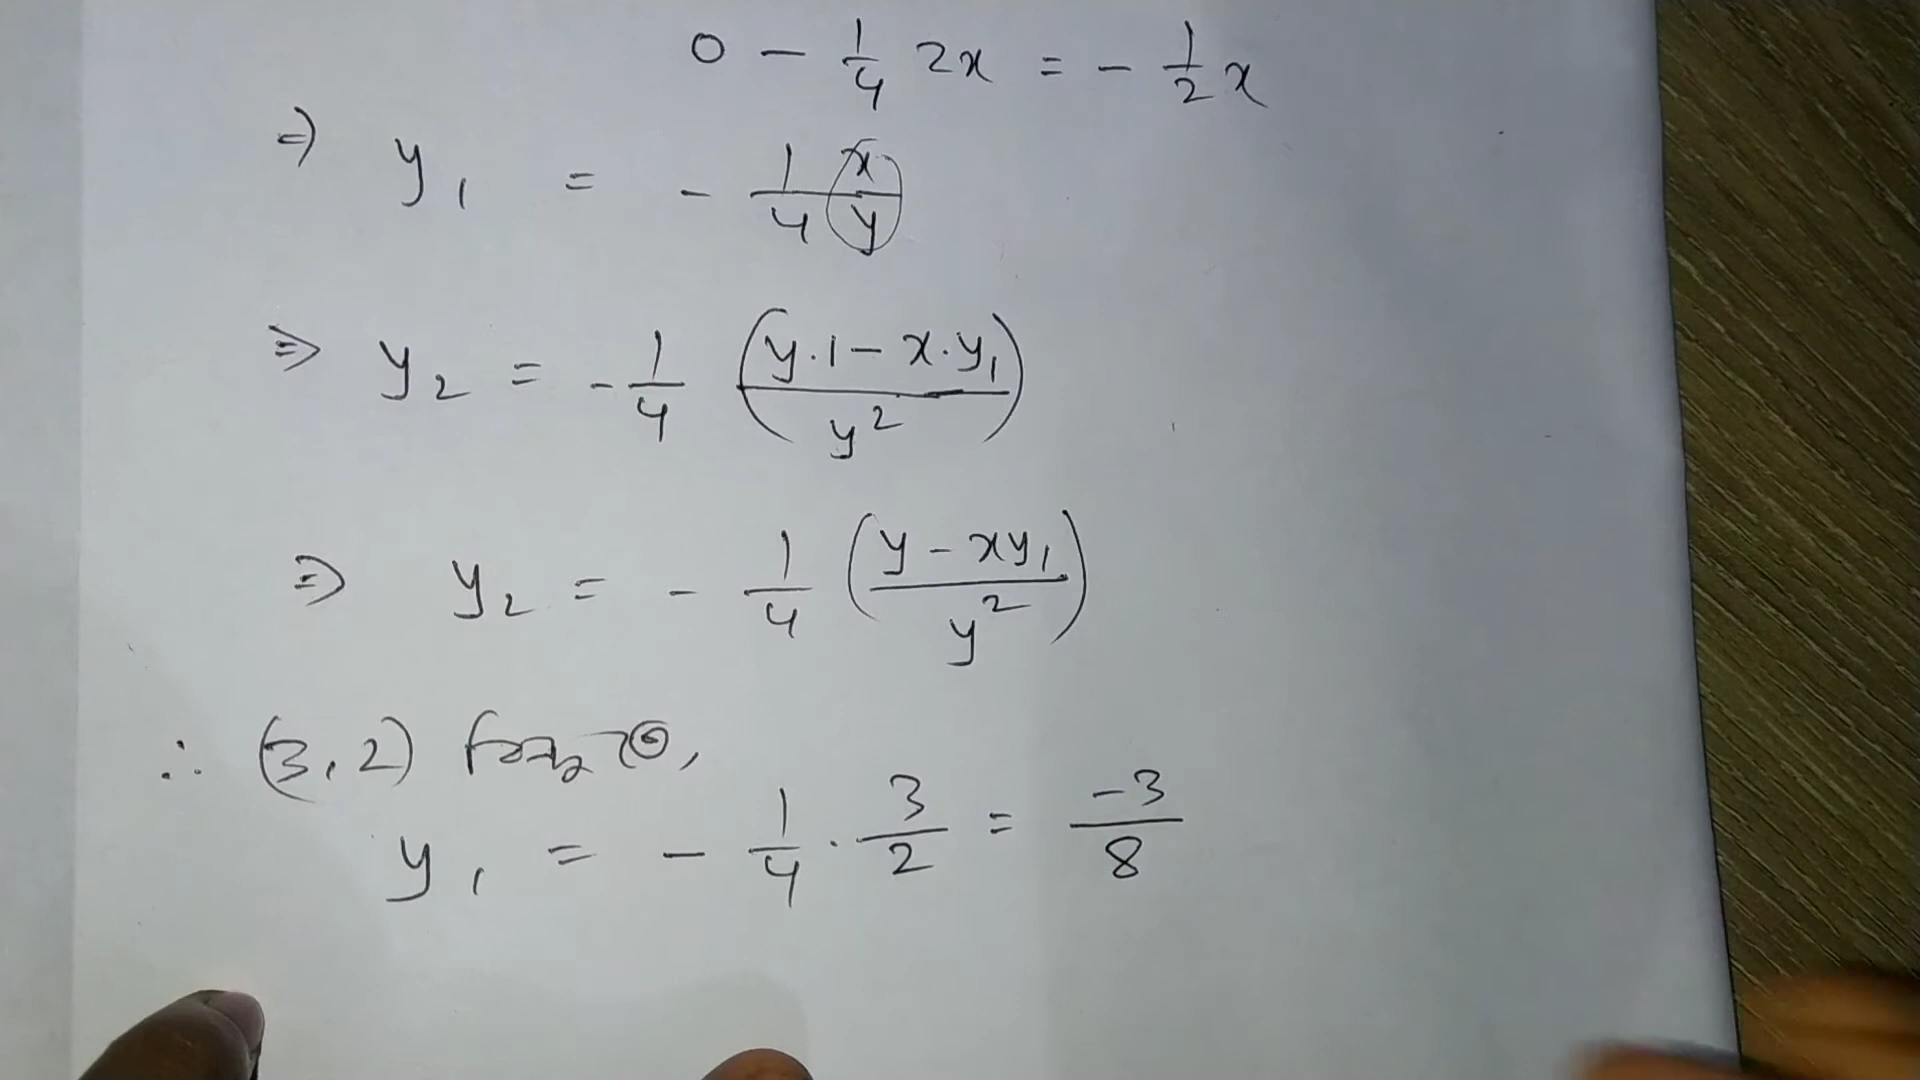 0 - 1/4 2x = - 1/2 x
⇒ y₁ = - 1/4 x/y
⇒ y₂ = - 1/4 ((y·1 - x·y₁)/y²)
⇒ y₂ = - 1/4 ((y - xy₁)/y²)
∴ (3,2) বিন্দুতে,
y₁ = - 1/4 · 3/2 = -3/8